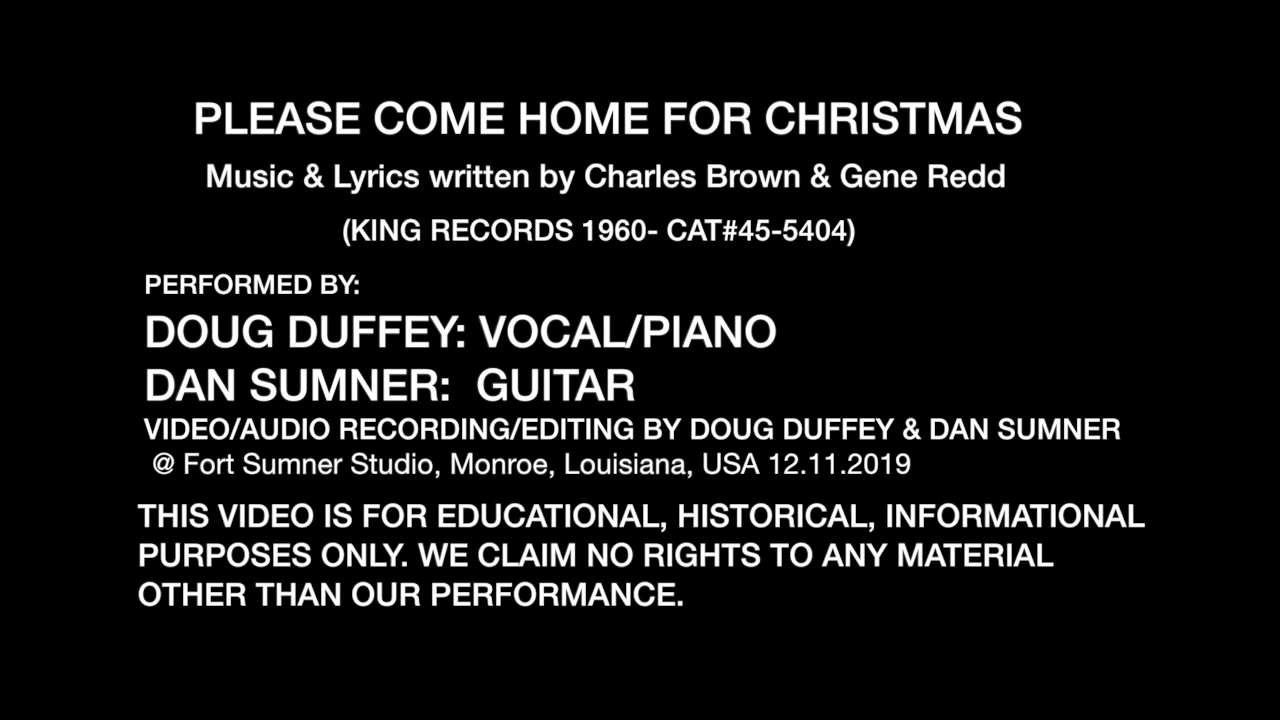 PLEASE COME HOME FOR CHRISTMAS
Music & Lyrics written by Charles Brown & Gene Redd
(KING RECORDS 1960- CAT#45-5404)
PERFORMED BY:
DOUG DUFFEY: VOCAL/PIANO
DAN SUMNER:  GUITAR
VIDEO/AUDIO RECORDING/EDITING BY DOUG DUFFEY & DAN SUMNER
@ Fort Sumner Studio, Monroe, Louisiana, USA 12.11.2019
THIS VIDEO IS FOR EDUCATIONAL, HISTORICAL, INFORMATIONAL
PURPOSES ONLY. WE CLAIM NO RIGHTS TO ANY MATERIAL
OTHER THAN OUR PERFORMANCE.